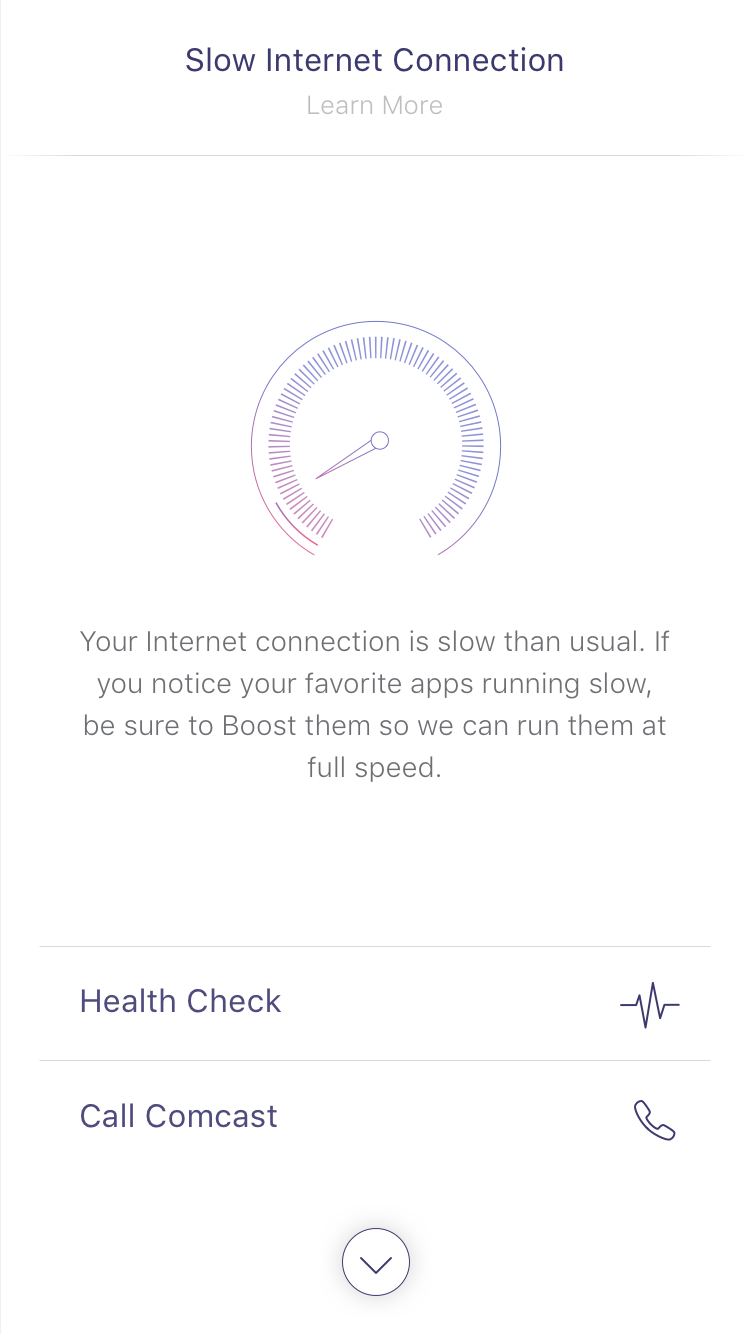 Slow Internet Connection
Learn More
Your Internet connection is slow than usual. If
you notice your favorite apps running slow,
be sure to Boost them so we can run them at
full speed.
Health Check
Call Comcast